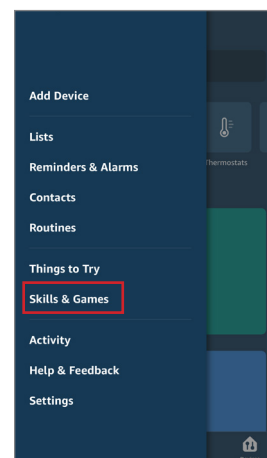 Add Device
Lists
Thermostats
Reminders & Alarms
Contacts
Routines
Things to Try
Skills & Games
Activity
Help & Feedback
Settings